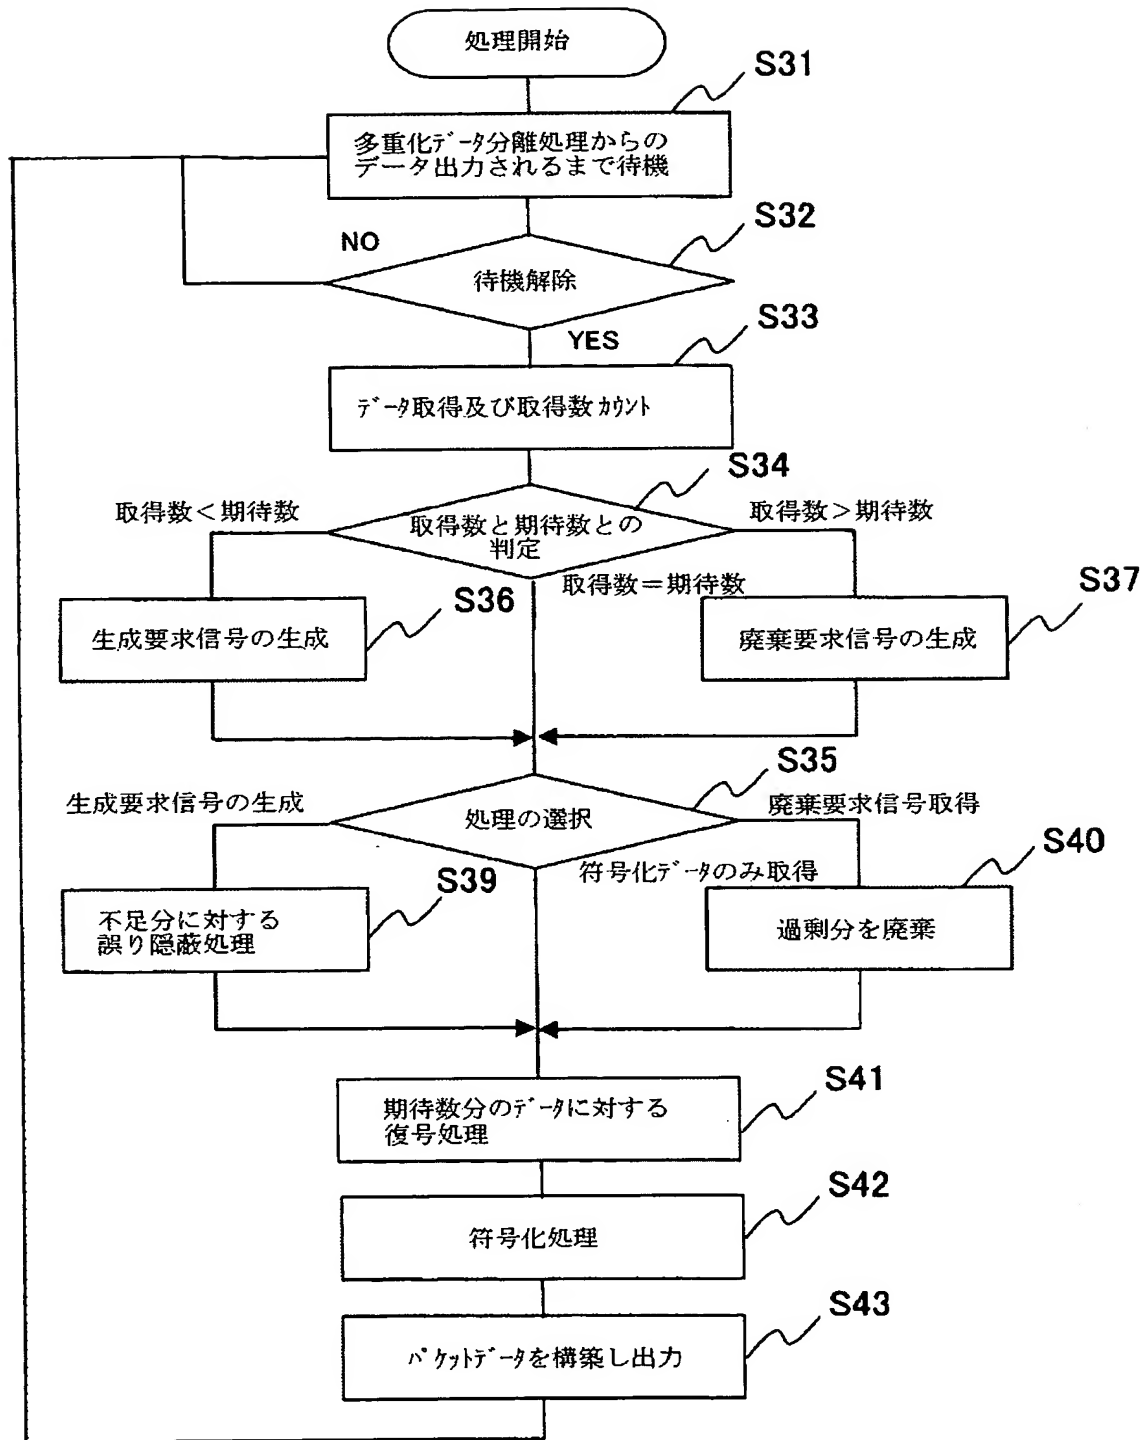 処理開始
S31
多重化データ分離処理からの
データ出力されるまで待機
S32
NO
待機解除
S33
YES
データ取得及び取得数カウント
S34
取得数<期待数
取得数>期待数
取得数と期待数との
判定
取得数=期待数
S36
S37
生成要求信号の生成
廃棄要求信号の生成
S35
生成要求信号の生成
廃棄要求信号取得
処理の選択
符号化データのみ取得
S39
S40
不足分に対する
誤り隠蔽処理
過剰分を廃棄
S41
期待数分のデータに対する
復号処理
S42
符号化処理
S43
パケットデータを構築し出力